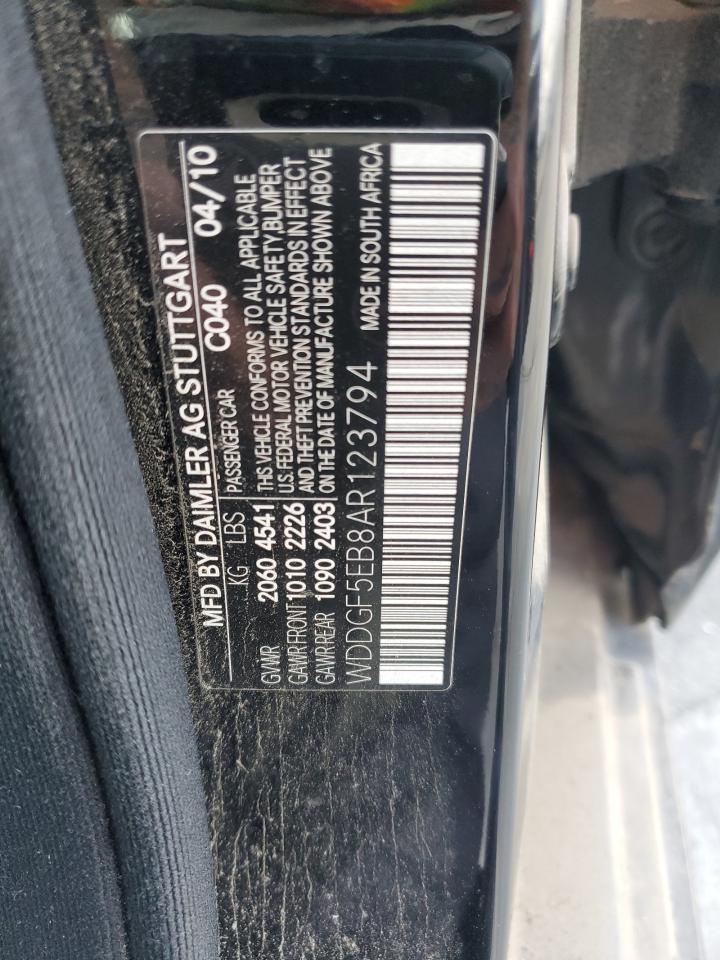 MFD BY DAIMLER AG STUTTGART
C040 04/10
KG LBS PASSENGER CAR
GVWR 2060 4541 THIS VEHICLE CONFORMS TO ALL APPLICABLE
GAWR FRONT 1010 2226 U.S. FEDERAL MOTOR VEHICLE SAFETY, BUMPER
GAWR REAR 1090 2403 AND THEFT PREVENTION STANDARDS IN EFFECT
ON THE DATE OF MANUFACTURE SHOWN ABOVE
WDDGF5EB8AR123794 MADE IN SOUTH AFRICA